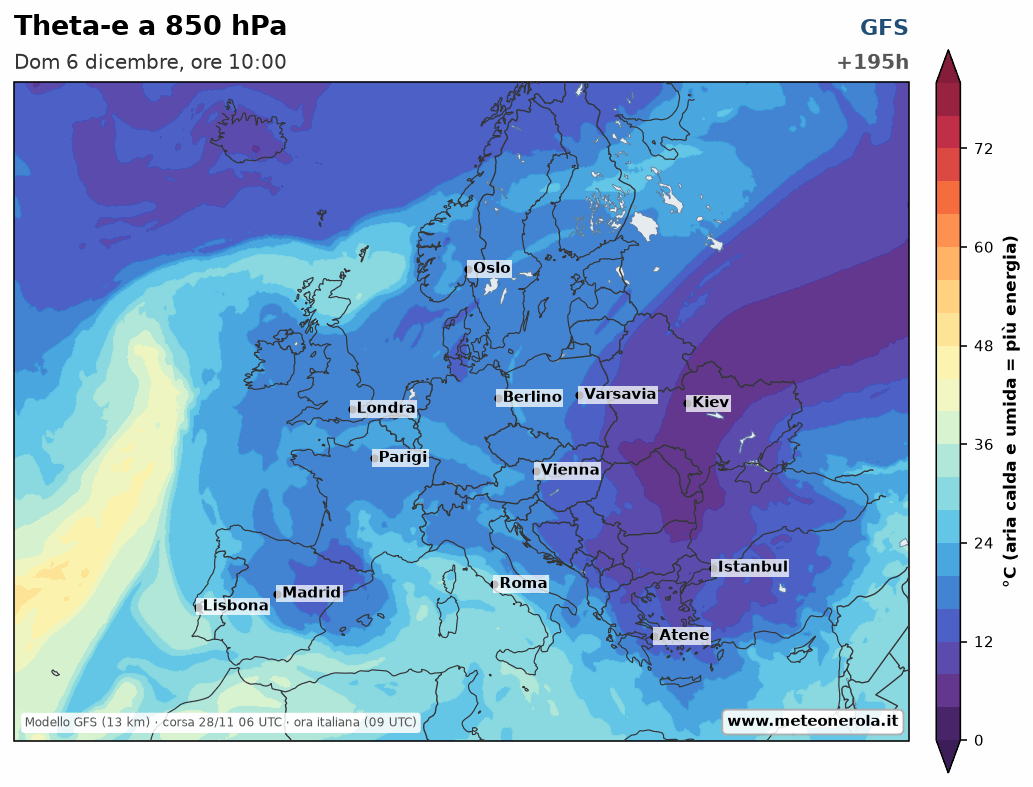 Theta-e a 850 hPa
GFS
Dom 6 dicembre, ore 10:00
+195h
72
60
48
36
24
12
0
°C (aria calda e umida = più energia)
Oslo
Berlino
Varsavia
Kiev
Londra
Parigi
Vienna
Istanbul
Roma
Madrid
Lisbona
Atene
Modello GFS (13 km) · corsa 28/11 06 UTC · ora italiana (09 UTC)
www.meteonerola.it